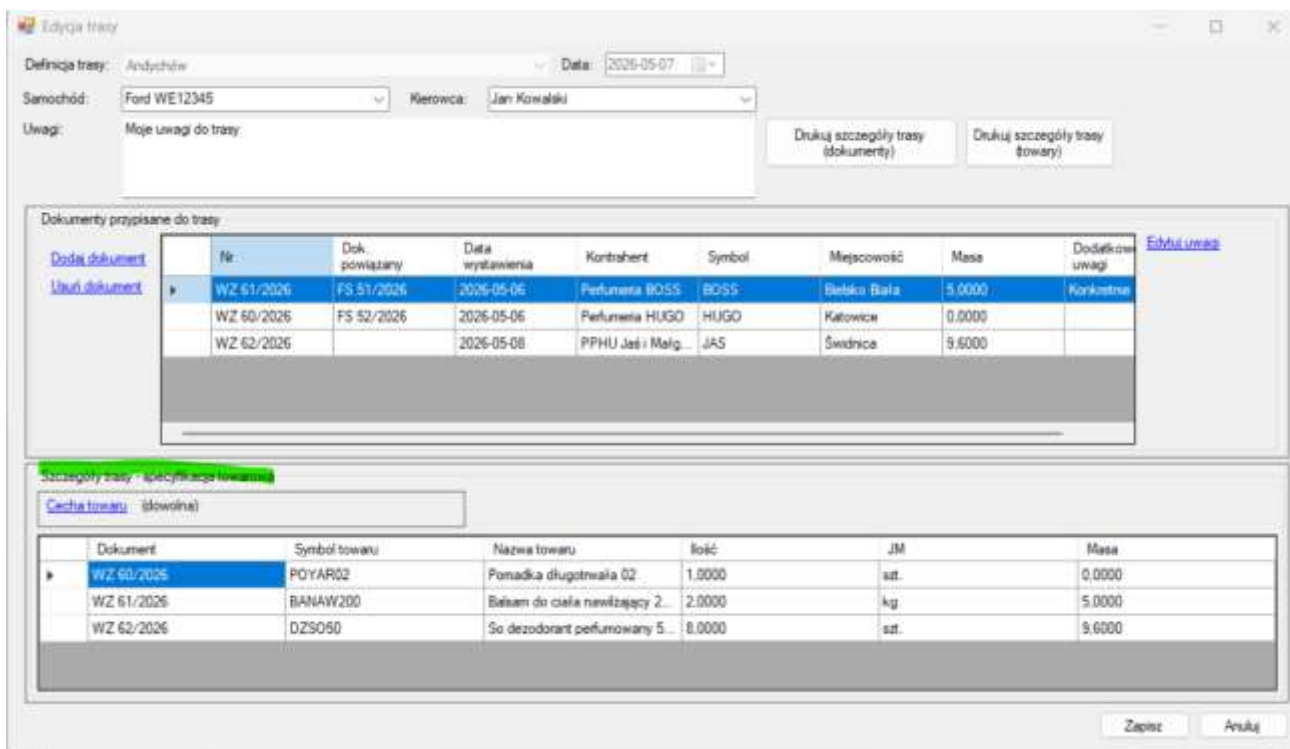 Edycja trasy
Definicja trasy: Andychów Data: 2026-05-07
Samochód: Ford WE12345 Kierowca: Jan Kowalski
Uwagi: Moje uwagi do trasy
Drukuj szczegóły trasy (dokumenty)
Drukuj szczegóły trasy (towary)
Dokumenty przypisane do trasy
Dodaj dokument
Usuń dokument
Edytuj uwagi
Nr Dok. powiązany Data wystawienia Kontrahent Symbol Miejscowość Masa Dodatkowe uwagi
WZ 61/2026 FS 51/2026 2026-05-06 Perfumeria BOSS BOSS Bielsko Biała 5,0000 Konkretne
WZ 60/2026 FS 52/2026 2026-05-06 Perfumeria HUGO HUGO Katowice 0,0000
WZ 62/2026 2026-05-08 PPHU Jaś i Małg... JAS Świdnica 9,6000
Szczegóły trasy - specyfikacja towarowa
Cecha towaru (dowolna)
Dokument Symbol towaru Nazwa towaru Ilość JM Masa
WZ 60/2026 POYAR02 Pomadka długotrwała 02 1,0000 szt. 0,0000
WZ 61/2026 BANAW200 Balsam do ciała nawilżający 2... 2,0000 kg 5,0000
WZ 62/2026 DZSO50 So dezodorant perfumowany 5... 8,0000 szt. 9,6000
Zapisz Anuluj